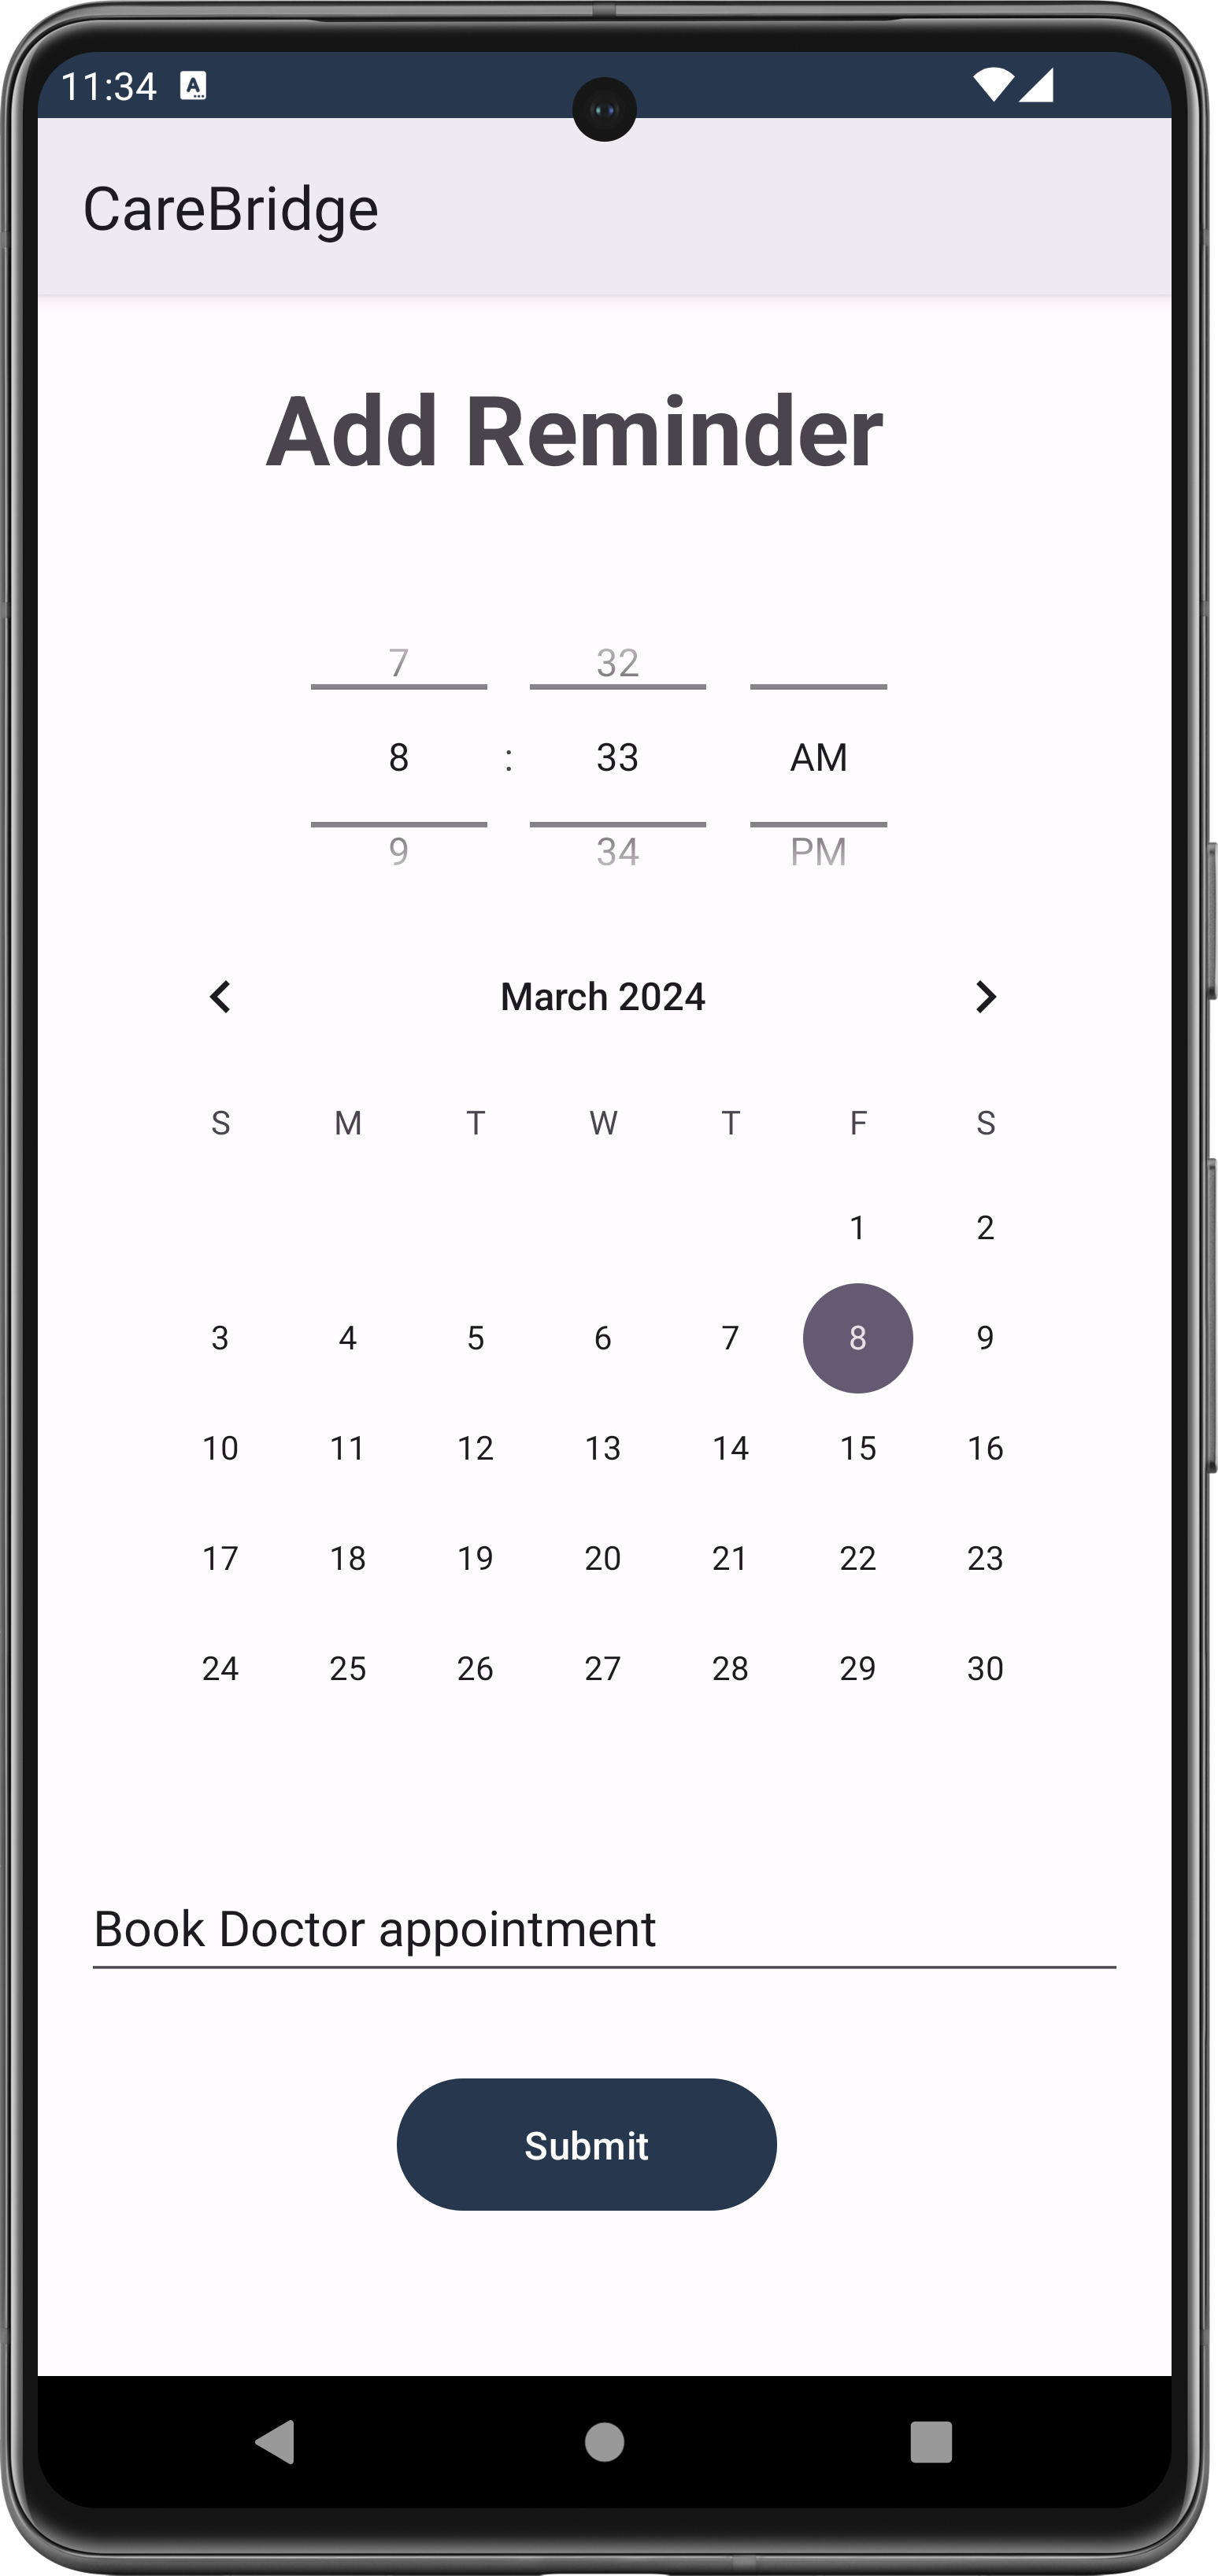 11:34 A
CareBridge
Add Reminder
7 32
8 : 33 AM
9 34 PM
March 2024
S M T W T F S
1 2
3 4 5 6 7 8 9
10 11 12 13 14 15 16
17 18 19 20 21 22 23
24 25 26 27 28 29 30
Book Doctor appointment
Submit